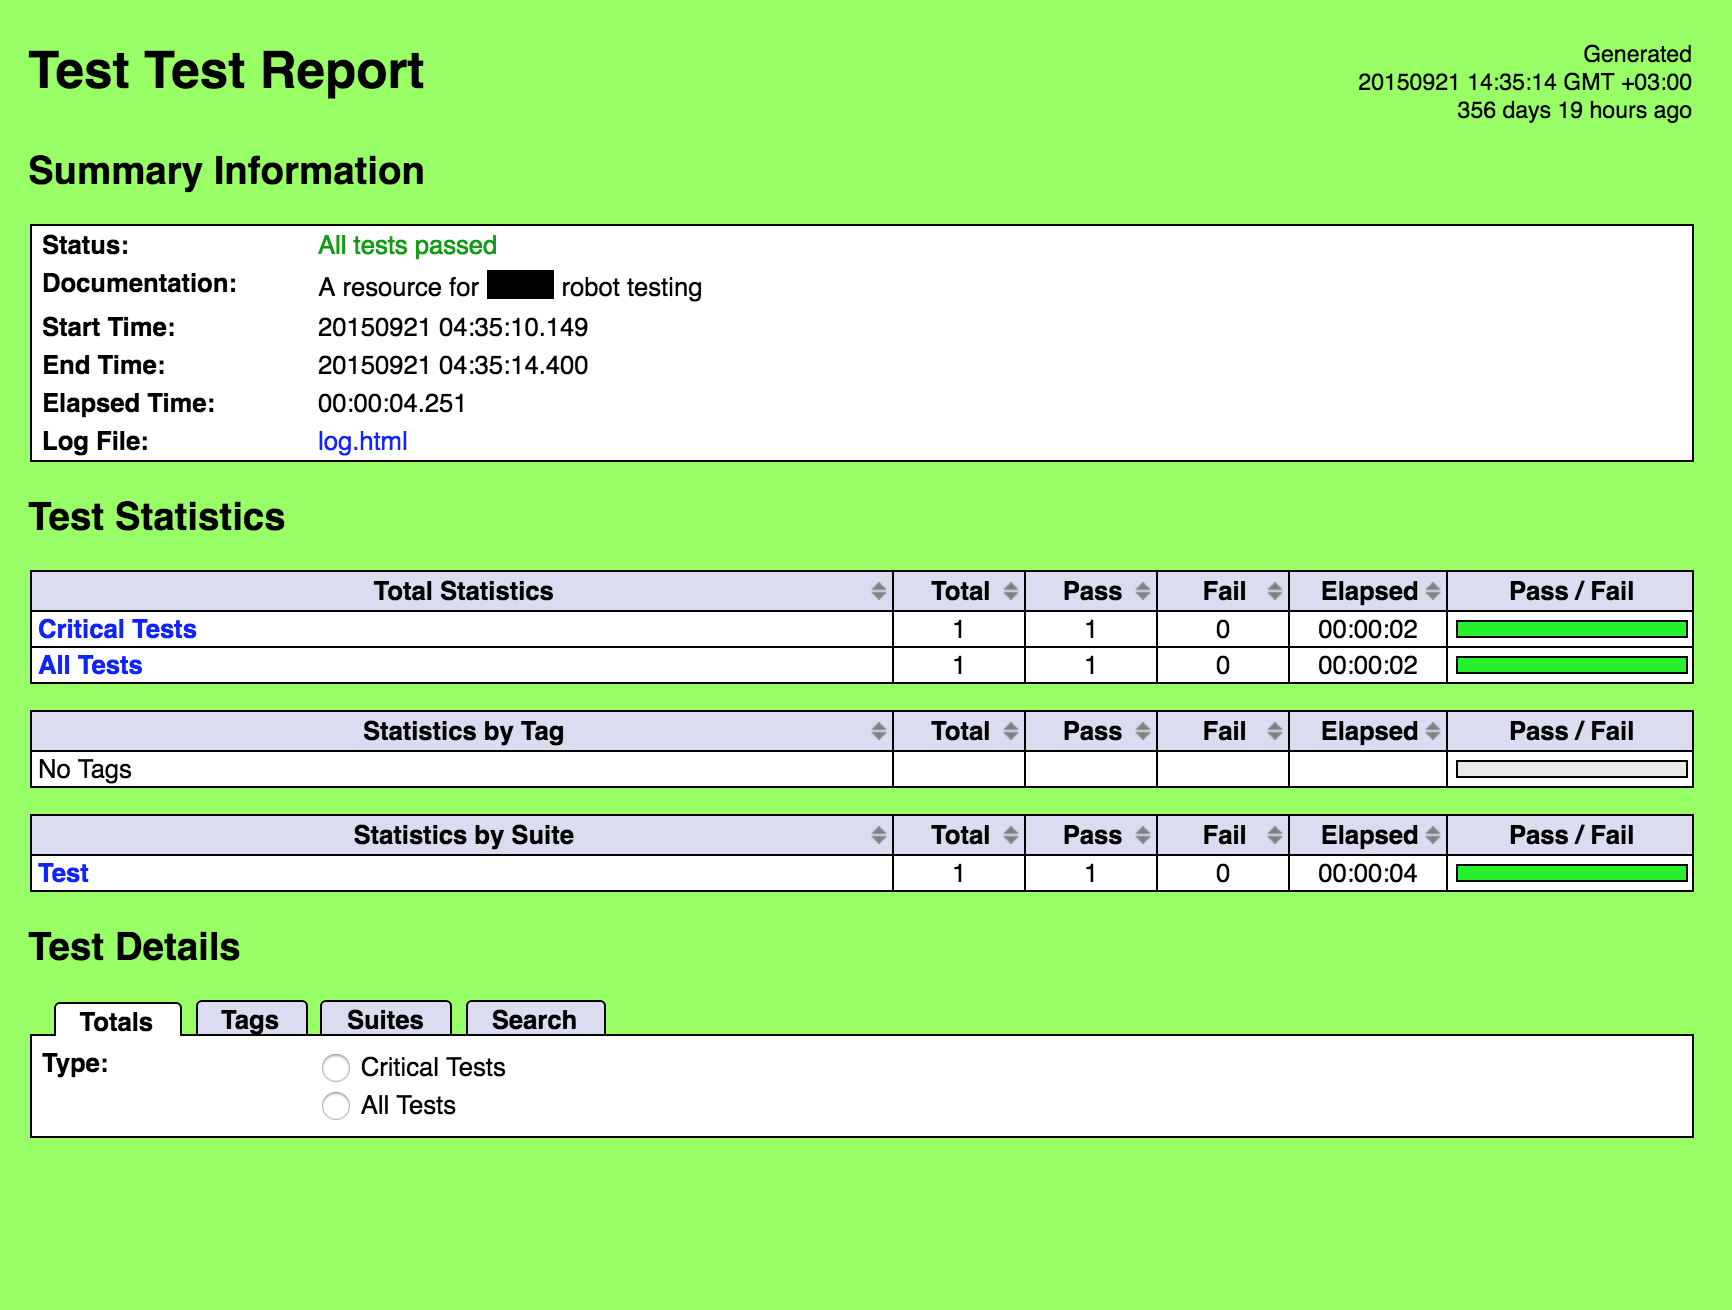 Test Test Report
Generated
20150921 14:35:14 GMT +03:00
356 days 19 hours ago
Summary Information
Status: All tests passed
Documentation: A resource for robot testing
Start Time: 20150921 04:35:10.149
End Time: 20150921 04:35:14.400
Elapsed Time: 00:00:04.251
Log File: log.html
Test Statistics
Total Statistics Total Pass Fail Elapsed Pass / Fail
Critical Tests 1 1 0 00:00:02
All Tests 1 1 0 00:00:02
Statistics by Tag Total Pass Fail Elapsed Pass / Fail
No Tags
Statistics by Suite Total Pass Fail Elapsed Pass / Fail
Test 1 1 0 00:00:04
Test Details
Totals Tags Suites Search
Type: Critical Tests
All Tests